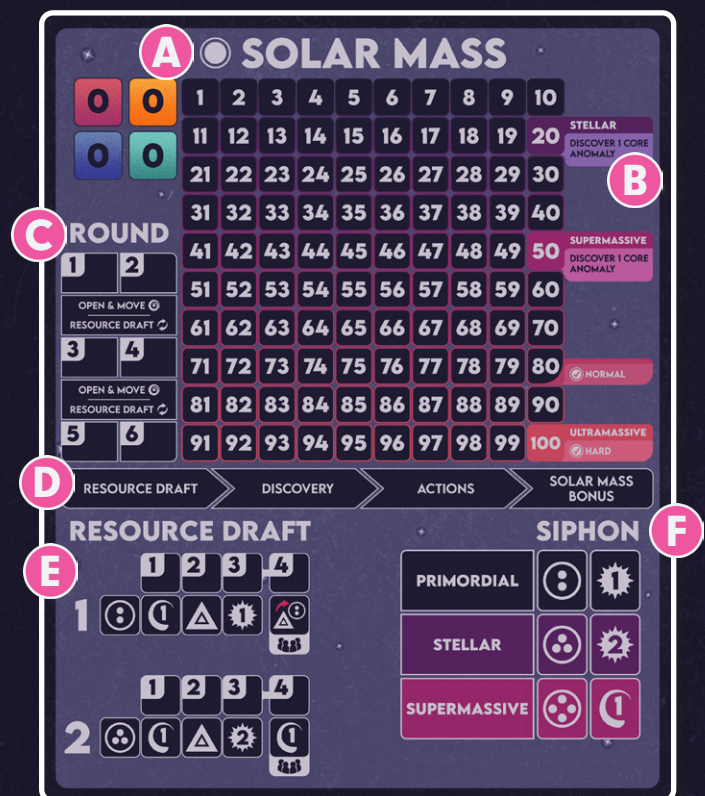 A SOLAR MASS
0 0 1 2 3 4 5 6 7 8 9 10
0 0 11 12 13 14 15 16 17 18 19 20 STELLAR
DISCOVER 1 CORE
ANOMALY
B
21 22 23 24 25 26 27 28 29 30
31 32 33 34 35 36 37 38 39 40
C ROUND
41 42 43 44 45 46 47 48 49 50 SUPERMASSIVE
DISCOVER 1 CORE
ANOMALY
1 2
51 52 53 54 55 56 57 58 59 60
OPEN & MOVE
RESOURCE DRAFT
61 62 63 64 65 66 67 68 69 70
3 4
71 72 73 74 75 76 77 78 79 80 NORMAL
OPEN & MOVE
RESOURCE DRAFT
81 82 83 84 85 86 87 88 89 90
5 6
91 92 93 94 95 96 97 98 99 100 ULTRAMASSIVE
HARD
D RESOURCE DRAFT DISCOVERY ACTIONS SOLAR MASS
BONUS
RESOURCE DRAFT
E
1 2 3 4
1 1 1
1 2 3 4
2 1 2 1
SIPHON F
PRIMORDIAL 1
STELLAR 2
SUPERMASSIVE 1